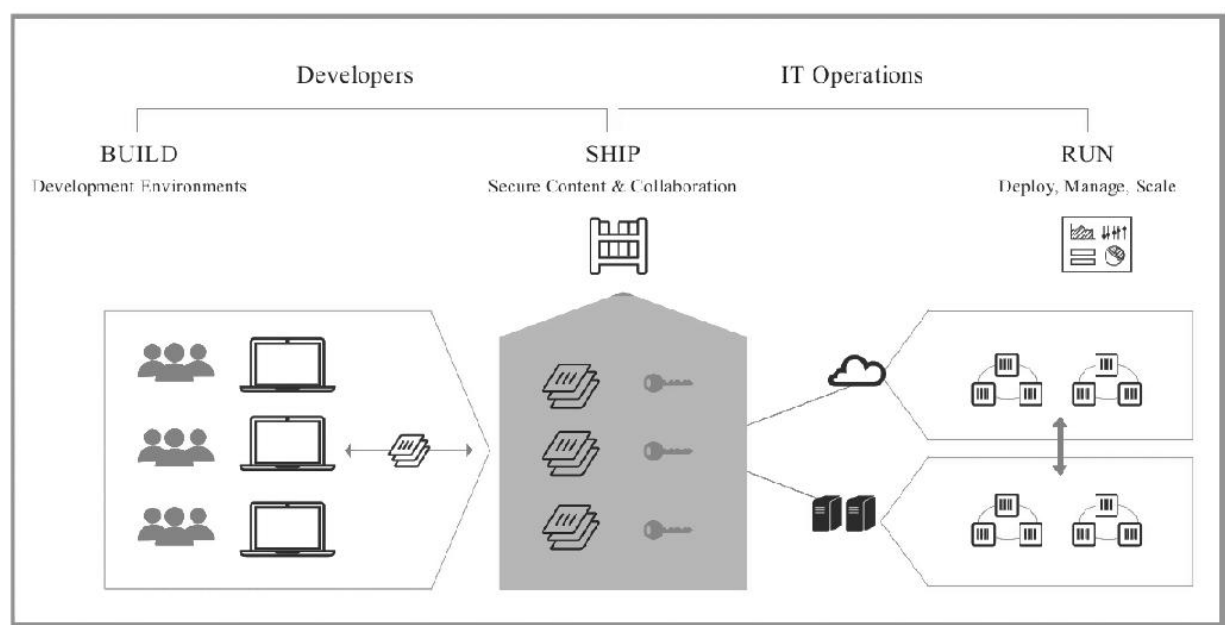 Developers
IT Operations
BUILD
SHIP
RUN
Development Environments
Secure Content & Collaboration
Deploy, Manage, Scale